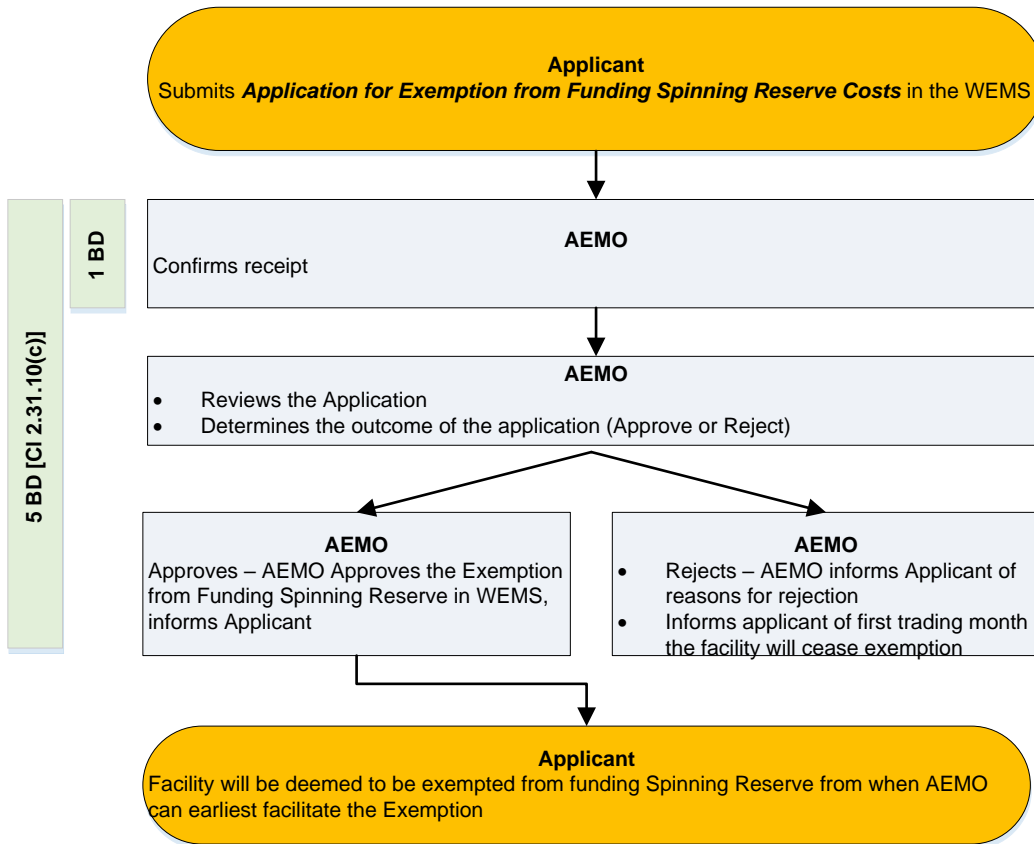 Applicant
Submits Application for Exemption from Funding Spinning Reserve Costs in the WEMS
5 BD [Cl 2.31.10(c)]
1 BD
AEMO
Confirms receipt
AEMO
• Reviews the Application
• Determines the outcome of the application (Approve or Reject)
AEMO
Approves – AEMO Approves the Exemption
from Funding Spinning Reserve in WEMS,
informs Applicant
AEMO
• Rejects – AEMO informs Applicant of
reasons for rejection
• Informs applicant of first trading month
the facility will cease exemption
Applicant
Facility will be deemed to be exempted from funding Spinning Reserve from when AEMO
can earliest facilitate the Exemption